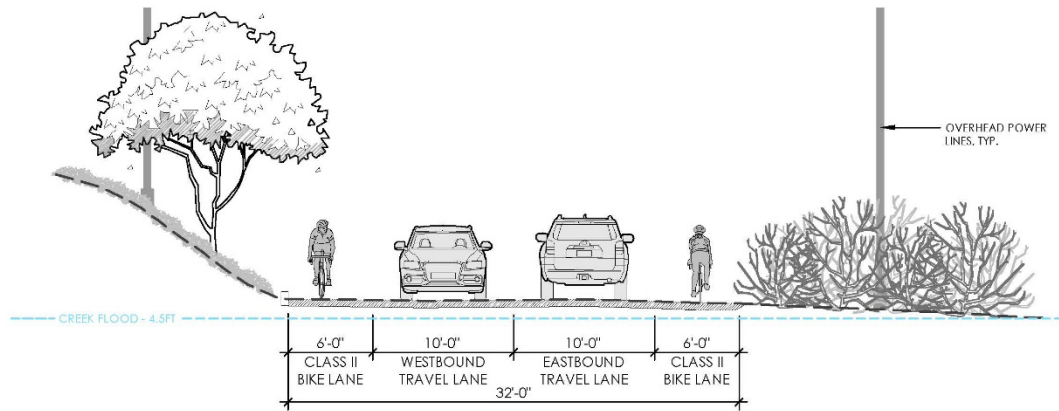 OVERHEAD POWER
LINES, TYP.
CREEK FLOOD - 4.5FT
6'-0"
10'-0"
10'-0"
6'-0"
CLASS II
BIKE LANE
WESTBOUND
TRAVEL LANE
EASTBOUND
TRAVEL LANE
CLASS II
BIKE LANE
32'-0"